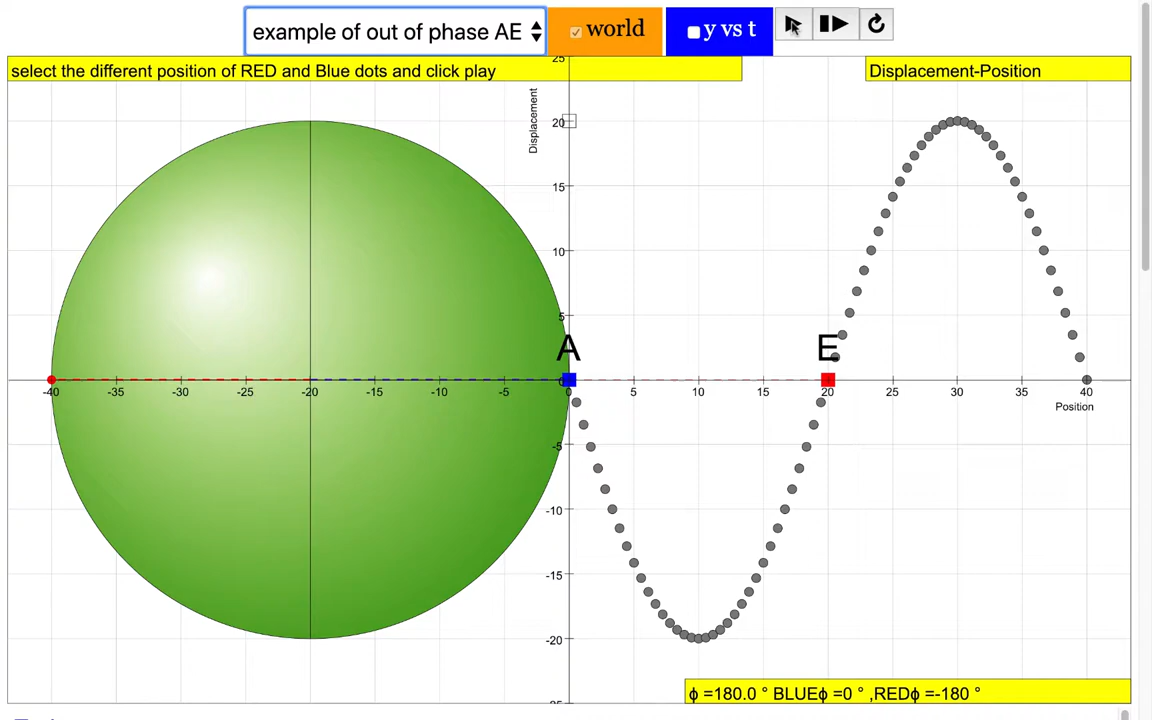 example of out of phase AE
world
y vs t
select the different position of RED and Blue dots and click play
Displacement-Position
Displacement
25
20
15
10
5
0
-5
-10
-15
-20
-25
A
E
-40 -35 -30 -25 -20 -15 -10 -5 0 5 10 15 20 25 30 35 40
Position
ϕ =180.0 ° BLUEϕ =0 ° ,REDϕ =-180 °